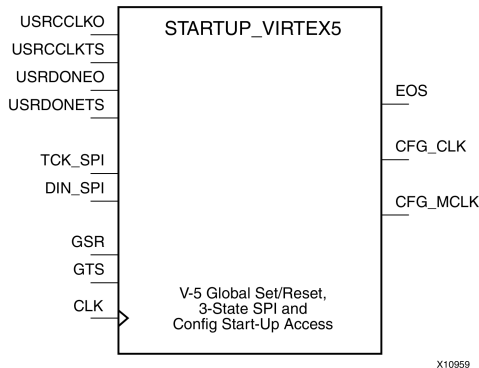 USRCCLKO
USRCCLKTS
USRDONEO
USRDONETS
TCK_SPI
DIN_SPI
GSR
GTS
CLK
STARTUP_VIRTEX5
EOS
CFG_CLK
CFG_MCLK
V-5 Global Set/Reset,
3-State SPI and
Config Start-Up Access
X10959